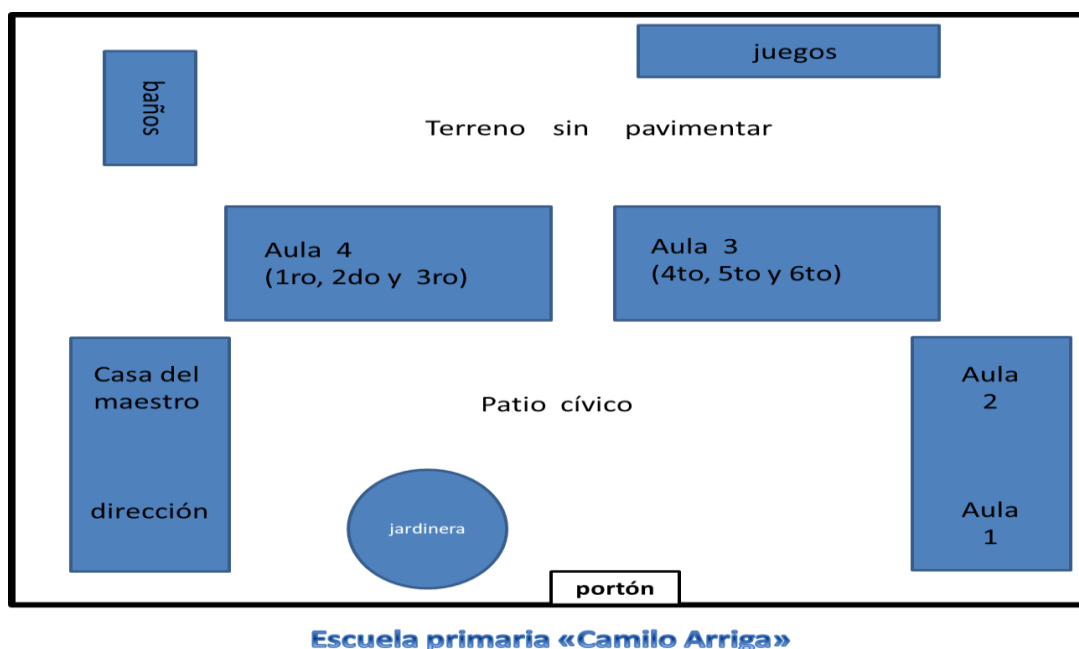 juegos
baños
Terreno sin pavimentar
Aula 4
(1ro, 2do y 3ro)
Aula 3
(4to, 5to y 6to)
Casa del
maestro
Patio cívico
Aula
2
dirección
jardinera
Aula
1
portón
Escuela primaria «Camilo Arriga»